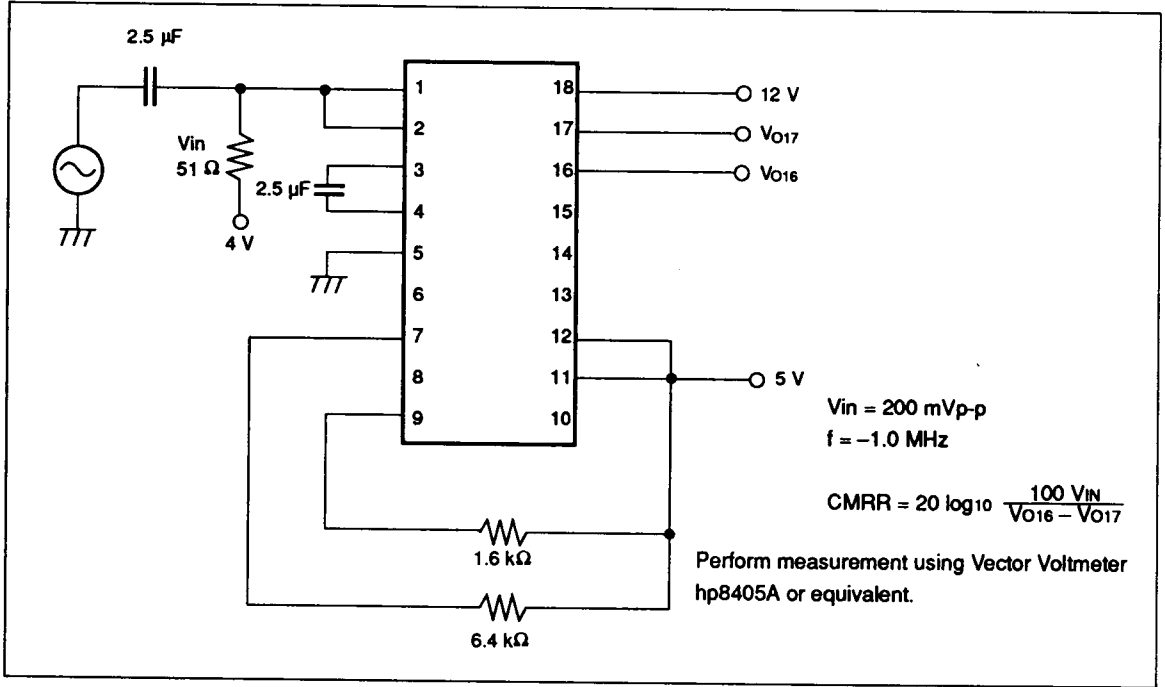 2.5 µF
Vin
51 Ω
4 V
2.5 µF
1
2
3
4
5
6
7
8
9
18
17
16
15
14
13
12
11
10
12 V
VO17
VO16
5 V
1.6 kΩ
6.4 kΩ
Vin = 200 mVp-p
f = –1.0 MHz
CMRR = 20 log10 100 VIN / VO16 – VO17
Perform measurement using Vector Voltmeter
hp8405A or equivalent.